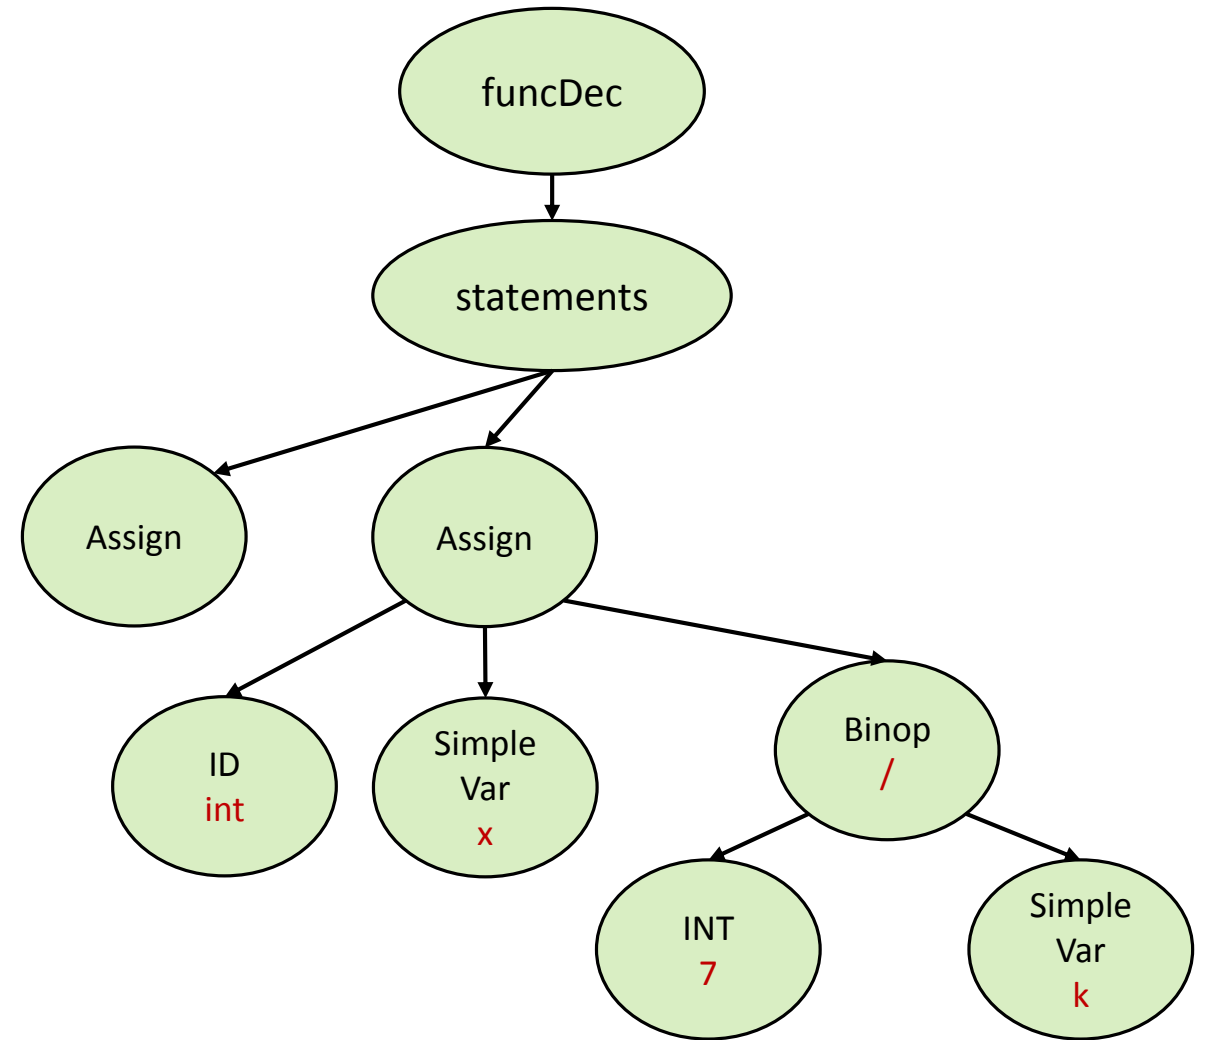 funcDec
statements
Assign
Assign
ID
int
Simple
Var
x
Binop
/
INT
7
Simple
Var
k